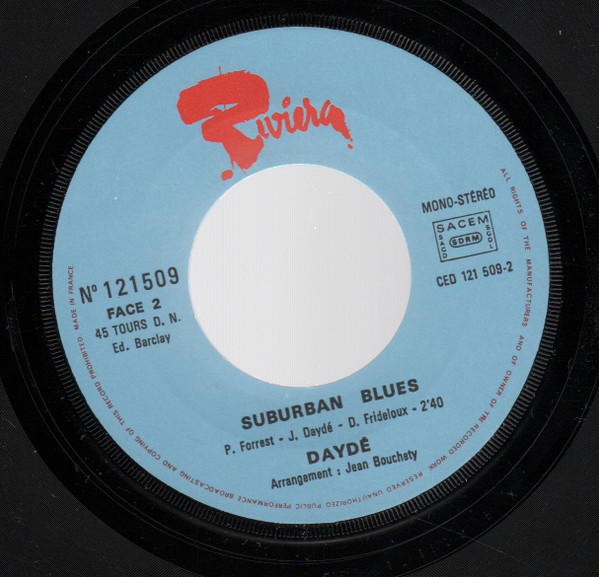 Riviera
MONO-STÉRÉO
SACEM
SACD
SDRM
SGDL
CED 121 509-2
N° 121509
FACE 2
45 TOURS D. N.
Ed. Barclay
SUBURBAN BLUES
P. Forrest - J. Daydé - D. Frideloux - 2'40
DAYDÉ
Arrangement : Jean Bouchety
ALL RIGHTS OF THE MANUFACTURERS AND OF OWNER OF THE RECORDED WORK RESERVED UNAUTHORIZED PUBLIC PERFORMANCE BROADCASTING AND COPYING OF THIS RECORD PROHIBITED MADE IN FRANCE.